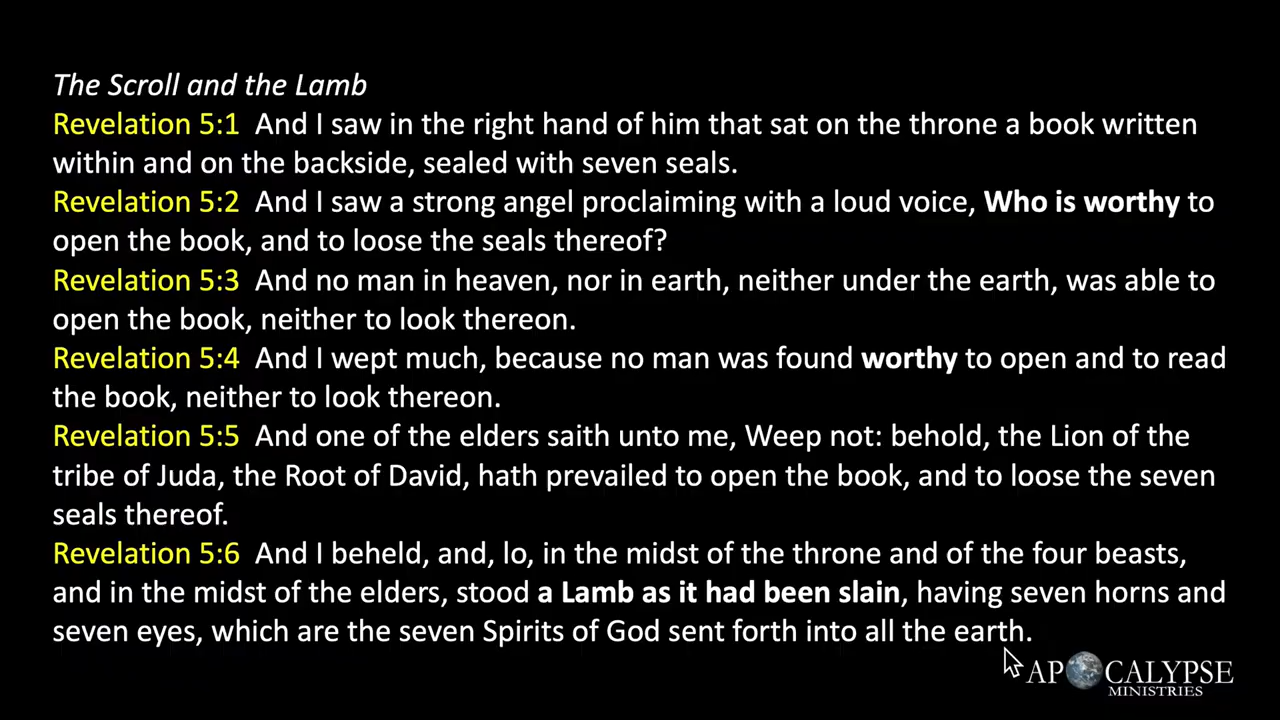 The Scroll and the Lamb
Revelation 5:1 And I saw in the right hand of him that sat on the throne a book written
within and on the backside, sealed with seven seals.
Revelation 5:2 And I saw a strong angel proclaiming with a loud voice, Who is worthy to
open the book, and to loose the seals thereof?
Revelation 5:3 And no man in heaven, nor in earth, neither under the earth, was able to
open the book, neither to look thereon.
Revelation 5:4 And I wept much, because no man was found worthy to open and to read
the book, neither to look thereon.
Revelation 5:5 And one of the elders saith unto me, Weep not: behold, the Lion of the
tribe of Juda, the Root of David, hath prevailed to open the book, and to loose the seven
seals thereof.
Revelation 5:6 And I beheld, and, lo, in the midst of the throne and of the four beasts,
and in the midst of the elders, stood a Lamb as it had been slain, having seven horns and
seven eyes, which are the seven Spirits of God sent forth into all the earth.
APOCALYPSE
MINISTRIES